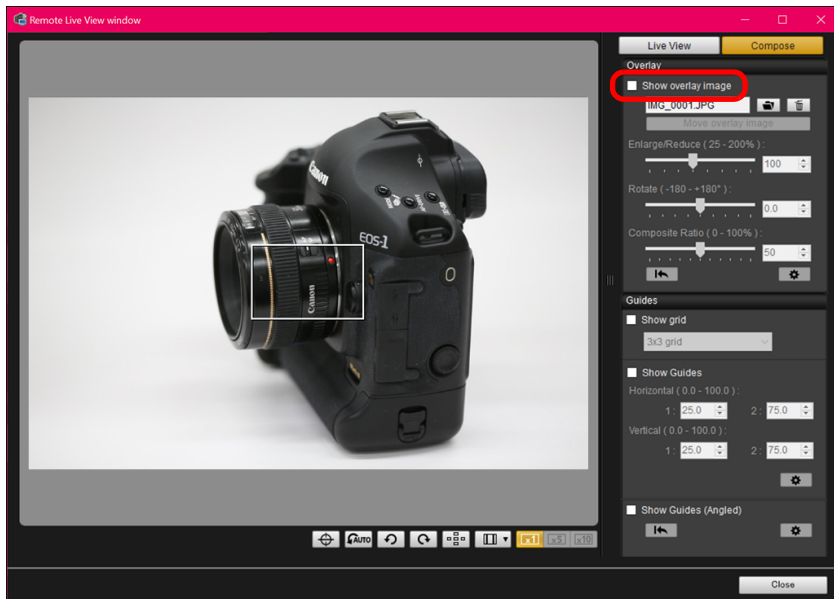 Remote Live View window
Live View
Compose
Overlay
Show overlay image
IMG_0001.JPG
Move overlay image
Enlarge/Reduce ( 25 - 200% ) :
100
Rotate ( -180 - +180° ) :
0.0
Composite Ratio ( 0 - 100% ) :
50
Guides
Show grid
3x3 grid
Show Guides
Horizontal ( 0.0 - 100.0 ) :
1 : 25.0 2 : 75.0
Vertical ( 0.0 - 100.0 ) :
1 : 25.0 2 : 75.0
Show Guides (Angled)
Canon
EOS-1
Canon
AUTO
x1 x5 x10
Close